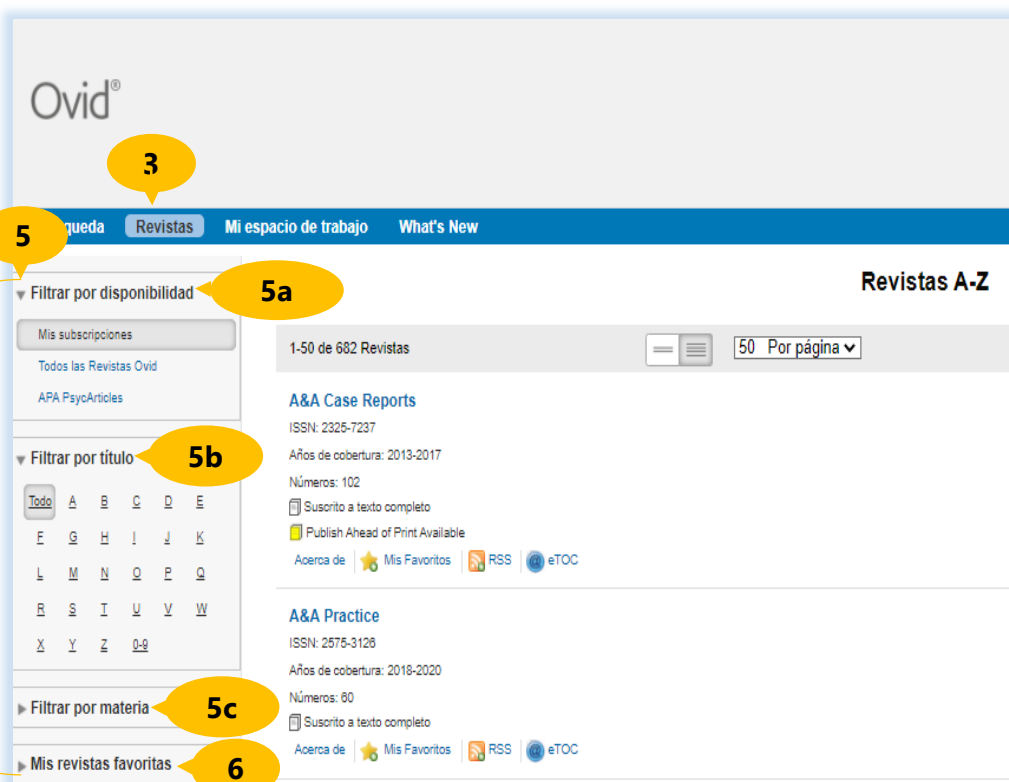 Ovid®
3
5
queda Revistas Mi espacio de trabajo What's New
Filtrar por disponibilidad
5a
Mis subscripciones
Todos las Revistas Ovid
APA PsycArticles
Filtrar por título
5b
Todo A B C D E
F G H I J K
L M N O P Q
R S T U V W
X Y Z 0-9
Filtrar por materia
5c
Mis revistas favoritas
6
Revistas A-Z
1-50 de 682 Revistas 50 Por página
A&A Case Reports
ISSN: 2325-7237
Años de cobertura: 2013-2017
Números: 102
Suscrito a texto completo
Publish Ahead of Print Available
Acerca de Mis Favoritos RSS eTOC
A&A Practice
ISSN: 2575-3126
Años de cobertura: 2018-2020
Números: 60
Suscrito a texto completo
Acerca de Mis Favoritos RSS eTOC